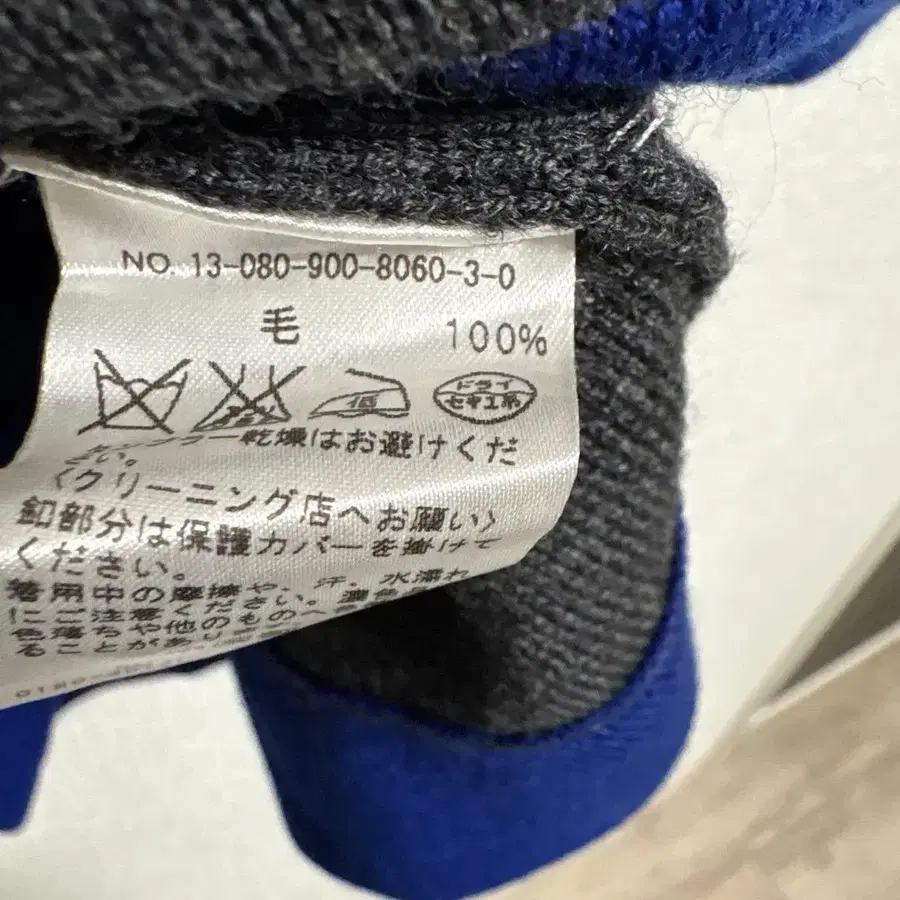 NO. 13-080-900-8060-3-0
毛 100%
低 ドライ セキユ系
タンブラー乾燥はお避けくだ
さい。
〈クリーニング店へお願い〉
釦部分は保護カバーを掛けて
ください。
着用中の摩擦や、汗、水濡れ
にご注意ください。濃色